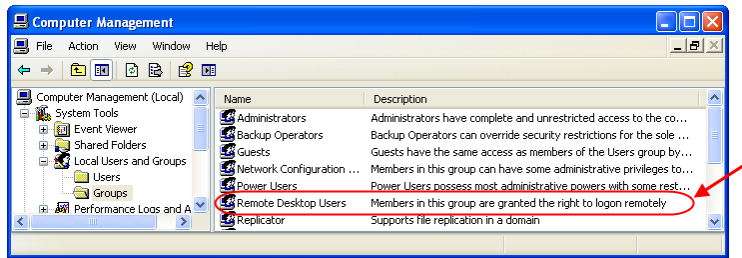 Computer Management
File Action View Window Help
Computer Management (Local)
System Tools
Event Viewer
Shared Folders
Local Users and Groups
Users
Groups
Performance Logs and A
Name Description
Administrators Administrators have complete and unrestricted access to the co...
Backup Operators Backup Operators can override security restrictions for the sole ...
Guests Guests have the same access as members of the Users group by...
Network Configuration ... Members in this group can have some administrative privileges to...
Power Users Power Users possess most administrative powers with some rest...
Remote Desktop Users Members in this group are granted the right to logon remotely
Replicator Supports file replication in a domain